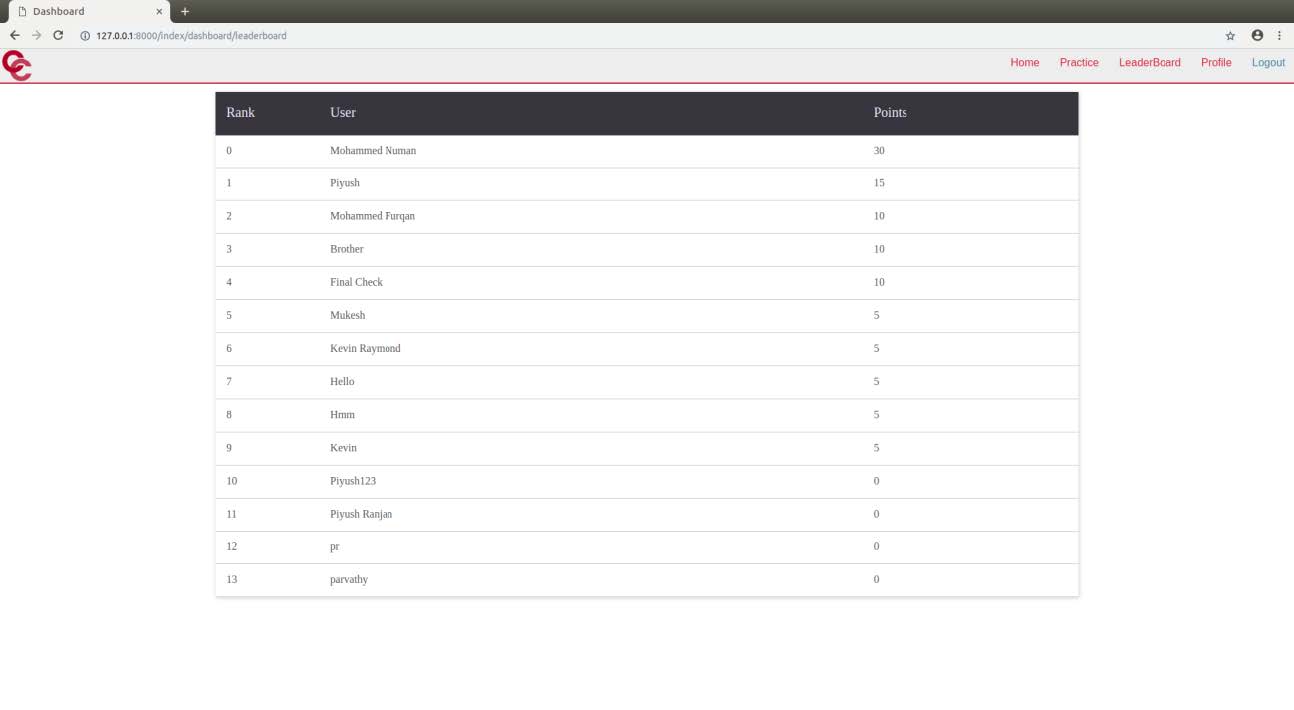 Dashboard
127.0.0.1:8000/index/dashboard/leaderboard
CC Home Practice LeaderBoard Profile Logout
Rank User Points
0 Mohammed Numan 30
1 Piyush 15
2 Mohammed Furqan 10
3 Brother 10
4 Final Check 10
5 Mukesh 5
6 Kevin Raymond 5
7 Hello 5
8 Hmm 5
9 Kevin 5
10 Piyush123 0
11 Piyush Ranjan 0
12 pr 0
13 parvathy 0